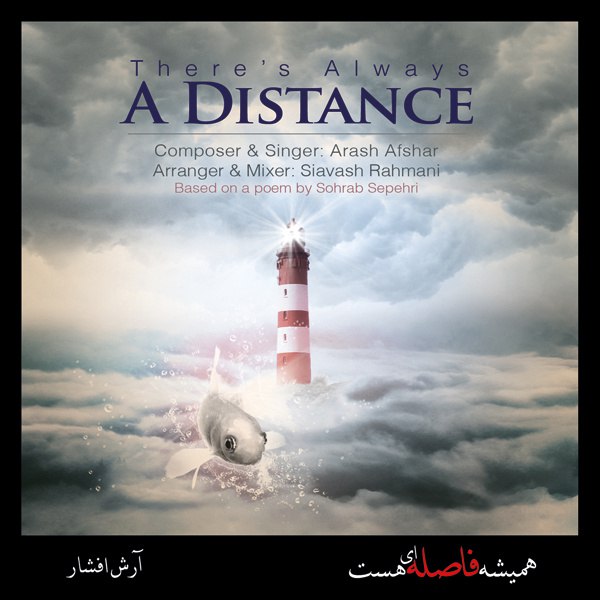 There's Always
A DISTANCE
Composer & Singer: Arash Afshar
Arranger & Mixer: Siavash Rahmani
Based on a poem by Sohrab Sepehri
همیشه فاصله‌ای هست
آرش افشار